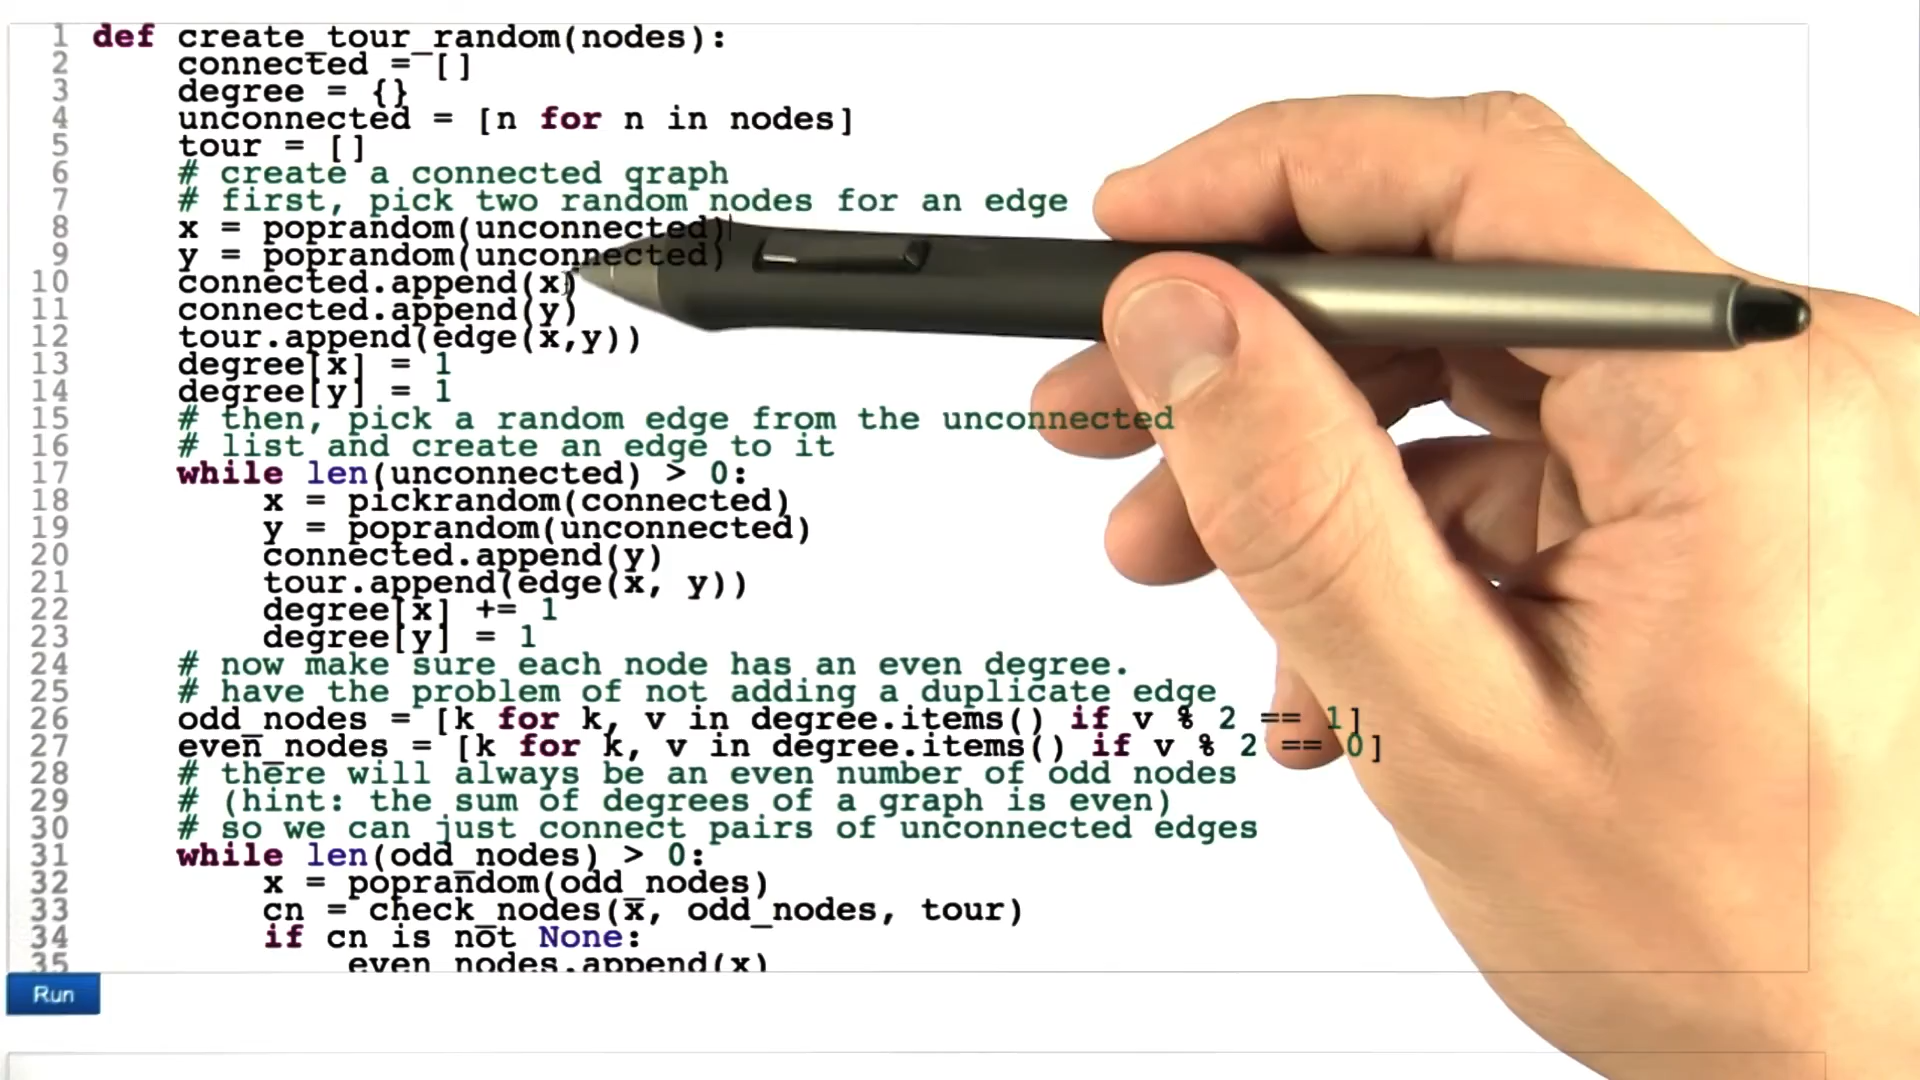 1 def create_tour_random(nodes):
2 connected = []
3 degree = {}
4 unconnected = [n for n in nodes]
5 tour = []
6 # create a connected graph
7 # first, pick two random nodes for an edge
8 x = poprandom(unconnected)
9 y = poprandom(unconnected)
10 connected.append(x)
11 connected.append(y)
12 tour.append(edge(x,y))
13 degree[x] = 1
14 degree[y] = 1
15 # then, pick a random edge from the unconnected
16 # list and create an edge to it
17 while len(unconnected) > 0:
18 x = pickrandom(connected)
19 y = poprandom(unconnected)
20 connected.append(y)
21 tour.append(edge(x, y))
22 degree[x] += 1
23 degree[y] = 1
24 # now make sure each node has an even degree.
25 # have the problem of not adding a duplicate edge
26 odd_nodes = [k for k, v in degree.items() if v % 2 == 1]
27 even_nodes = [k for k, v in degree.items() if v % 2 == 0]
28 # there will always be an even number of odd nodes
29 # (hint: the sum of degrees of a graph is even)
30 # so we can just connect pairs of unconnected edges
31 while len(odd_nodes) > 0:
32 x = poprandom(odd_nodes)
33 cn = check_nodes(x, odd_nodes, tour)
34 if cn is not None:
35 even_nodes.append(x)
Run